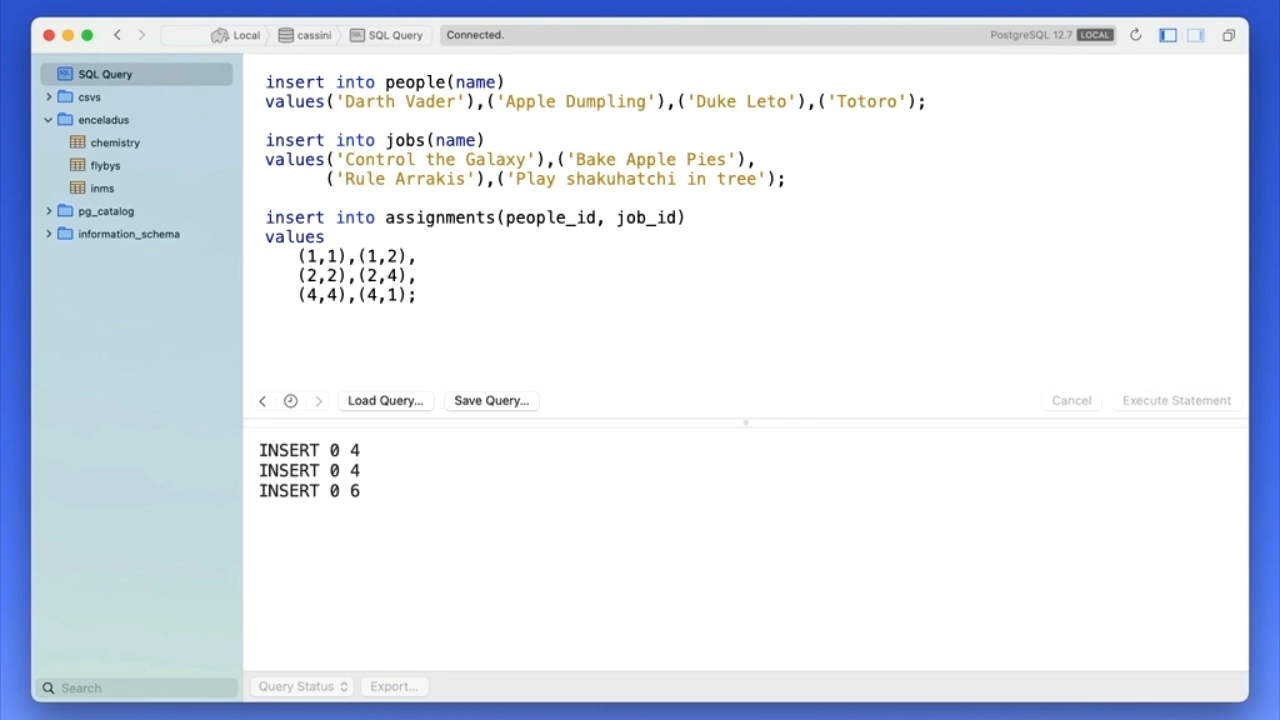 Local cassini SQL Query Connected. PostgreSQL 12.7 LOCAL
SQL Query
csvs
enceladus
chemistry
flybys
inms
pg_catalog
information_schema
Search
insert into people(name)
values('Darth Vader'),('Apple Dumpling'),('Duke Leto'),('Totoro');
insert into jobs(name)
values('Control the Galaxy'),('Bake Apple Pies'),
('Rule Arrakis'),('Play shakuhatchi in tree');
insert into assignments(people_id, job_id)
values
(1,1),(1,2),
(2,2),(2,4),
(4,4),(4,1);
Load Query... Save Query... Cancel Execute Statement
INSERT 0 4
INSERT 0 4
INSERT 0 6
Query Status Export...